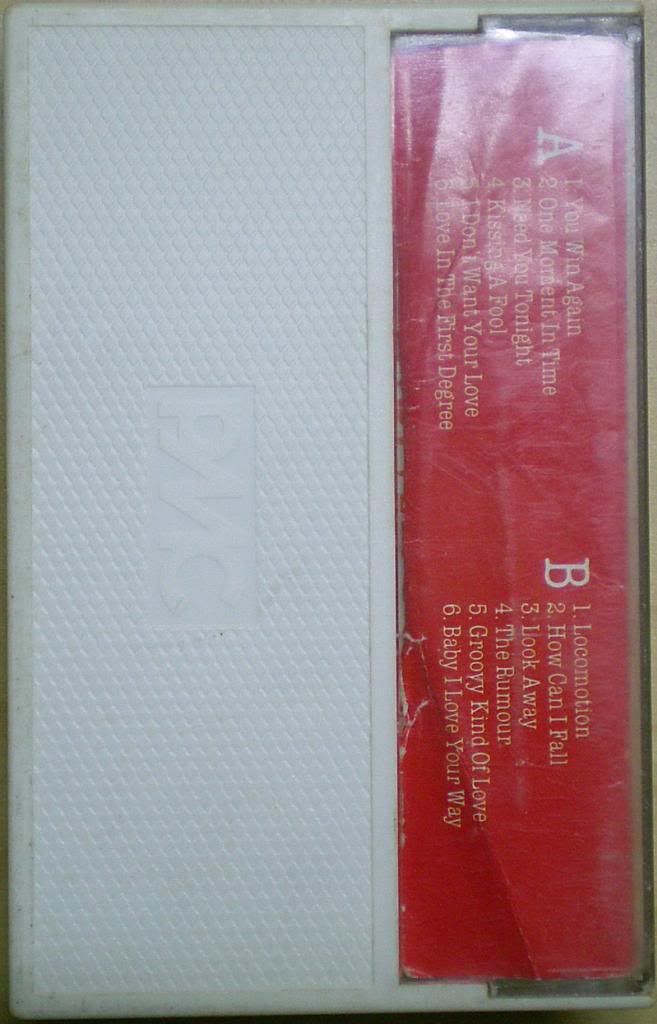 A
1. You Win Again
2. One Moment In Time
3. Need You Tonight
4. Kissing A Fool
5. I Don't Want Your Love
6. Love In The First Degree
B
1. Locomotion
2. How Can I Fall
3. Look Away
4. The Rumour
5. Groovy Kind Of Love
6. Baby I Love Your Way